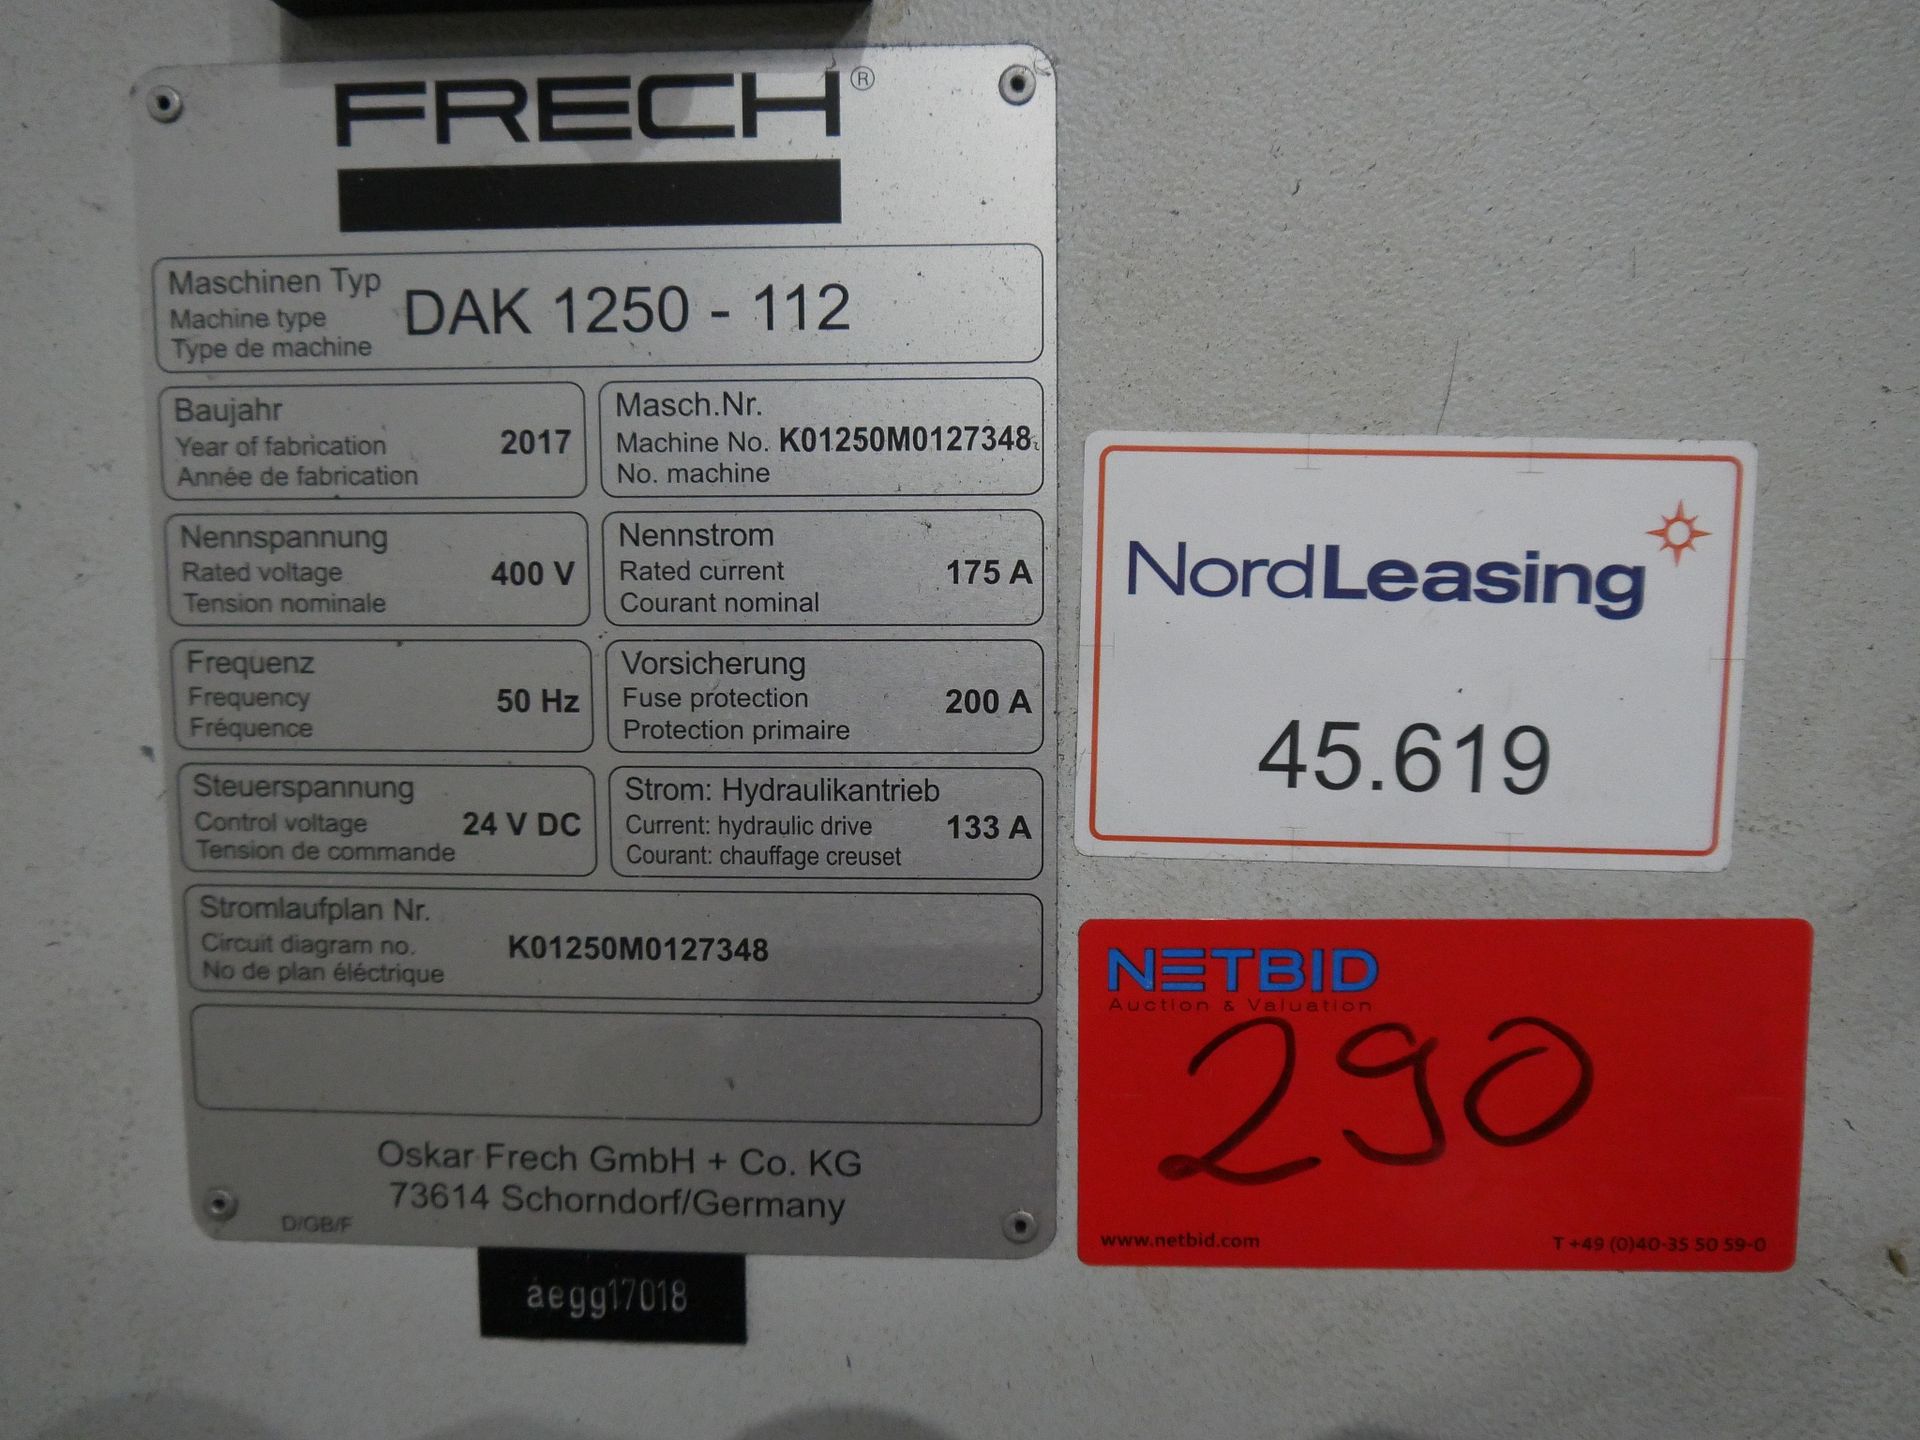 FRECH®
Maschinen Typ
Machine type
Type de machine
DAK 1250 - 112
Baujahr
Year of fabrication
Année de fabrication
2017
Masch.Nr.
Machine No. K01250M0127348
No. machine
Nennspannung
Rated voltage
Tension nominale
400 V
Nennstrom
Rated current
Courant nominal
175 A
Frequenz
Frequency
Fréquence
50 Hz
Vorsicherung
Fuse protection
Protection primaire
200 A
Steuerspannung
Control voltage
Tension de commande
24 V DC
Strom: Hydraulikantrieb
Current: hydraulic drive
Courant: chauffage creuset
133 A
Stromlaufplan Nr.
Circuit diagram no.
No de plan éléctrique
K01250M0127348
Oskar Frech GmbH + Co. KG
73614 Schorndorf/Germany
D/GB/F
aegg17018
NordLeasing
45.619
NETBID
Auction & Valuation
290
www.netbid.com
T +49 (0)40-35 50 59-0